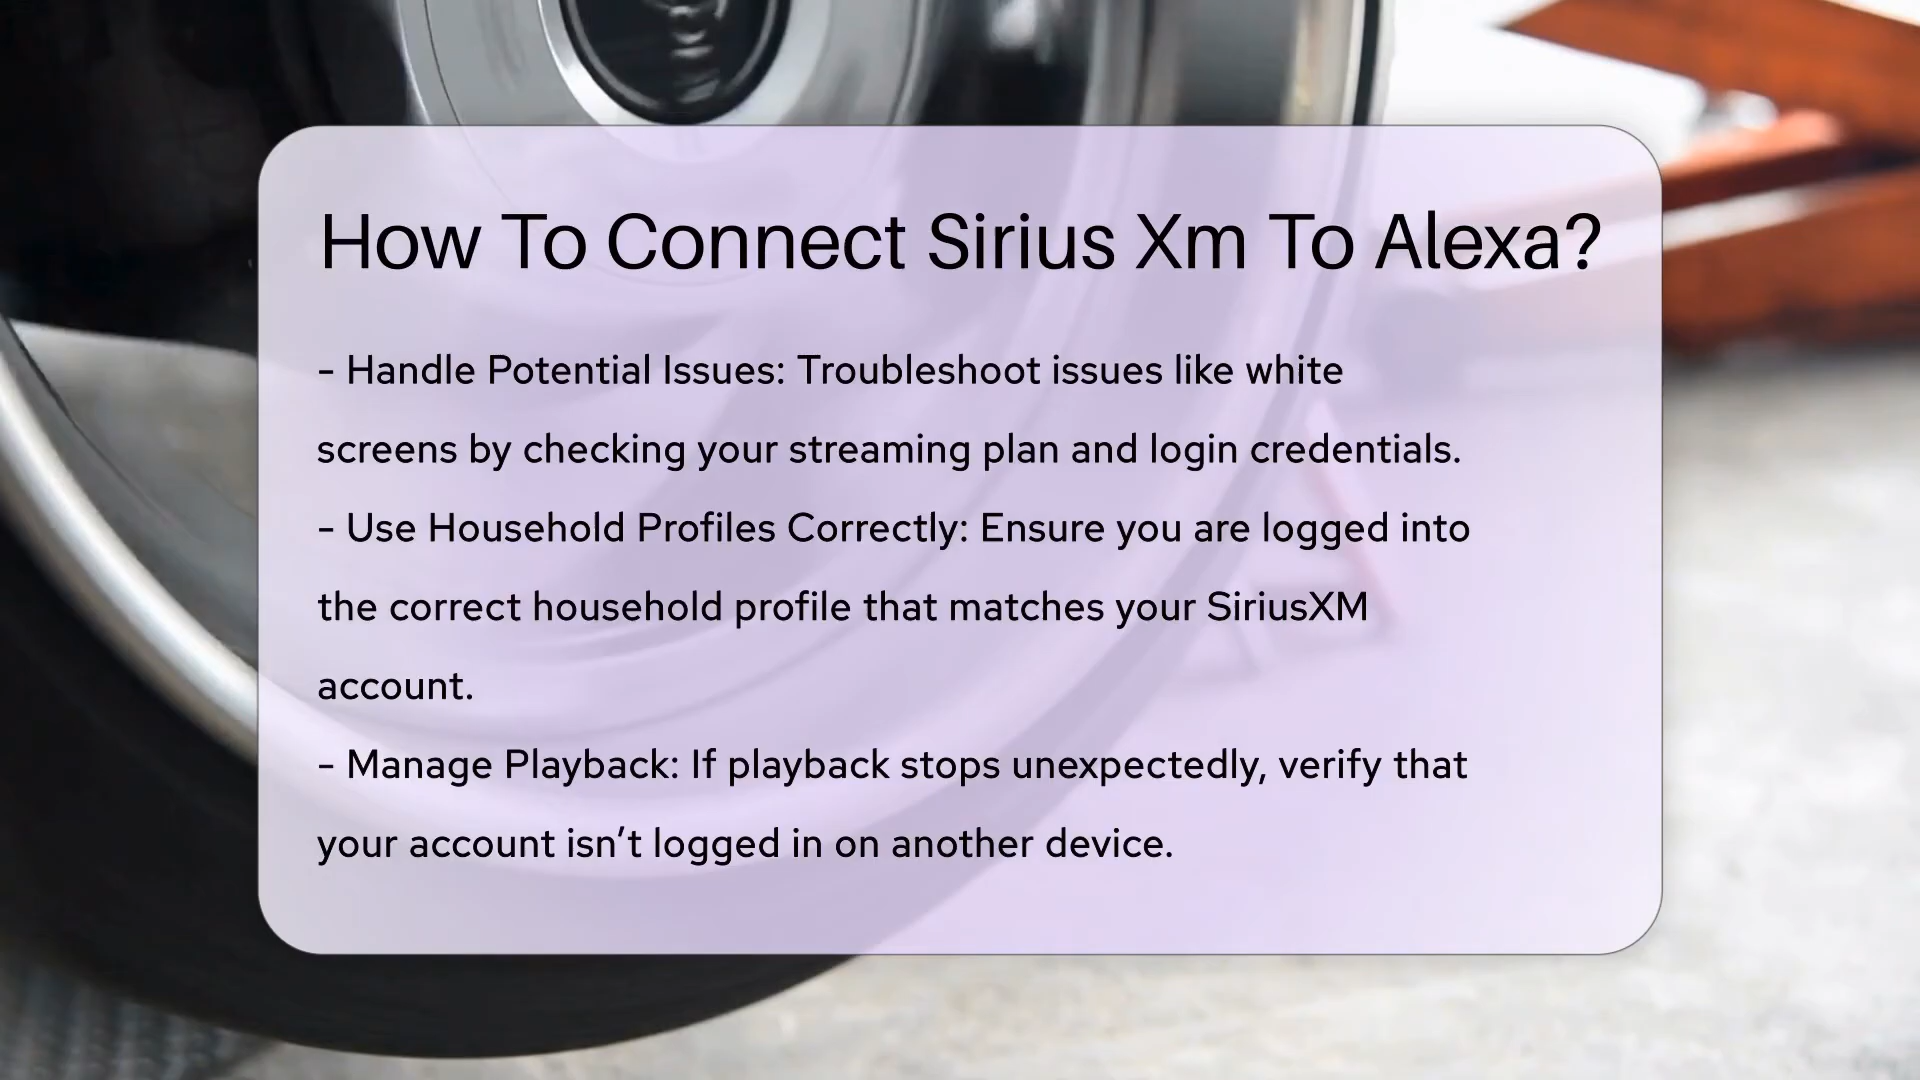 How To Connect Sirius Xm To Alexa?
- Handle Potential Issues: Troubleshoot issues like white
screens by checking your streaming plan and login credentials.
- Use Household Profiles Correctly: Ensure you are logged into
the correct household profile that matches your SiriusXM
account.
- Manage Playback: If playback stops unexpectedly, verify that
your account isn’t logged in on another device.